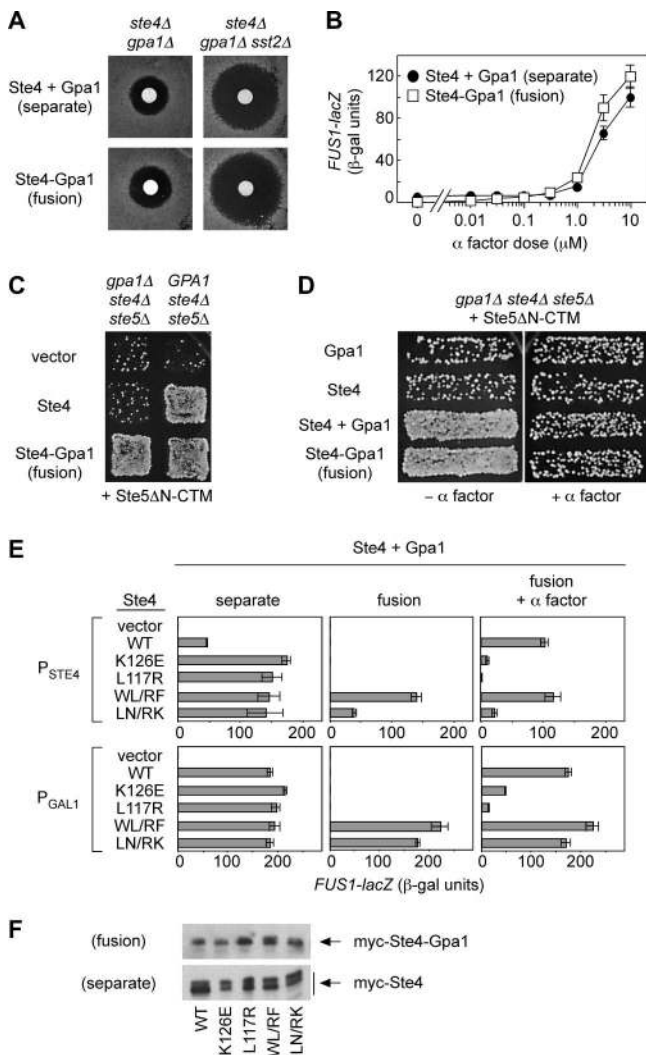 A
ste4Δ gpa1Δ
ste4Δ gpa1Δ sst2Δ
Ste4 + Gpa1 (separate)
Ste4-Gpa1 (fusion)
B
FUS1-lacZ (β-gal units)
120
80
40
0
Ste4 + Gpa1 (separate)
Ste4-Gpa1 (fusion)
0 0.01 0.1 1.0 10
α factor dose (μM)
C
gpa1Δ ste4Δ ste5Δ
GPA1 ste4Δ ste5Δ
vector
Ste4
Ste4-Gpa1 (fusion)
+ Ste5ΔN-CTM
D
gpa1Δ ste4Δ ste5Δ
+ Ste5ΔN-CTM
Gpa1
Ste4
Ste4 + Gpa1
Ste4-Gpa1 (fusion)
– α factor
+ α factor
E
Ste4 + Gpa1
Ste4
separate
fusion
fusion + α factor
PSTE4
vector
WT
K126E
L117R
WL/RF
LN/RK
0 100 200
0 100 200
0 100 200
PGAL1
vector
WT
K126E
L117R
WL/RF
LN/RK
0 100 200
0 100 200
0 100 200
FUS1-lacZ (β-gal units)
F
(fusion)
myc-Ste4-Gpa1
(separate)
myc-Ste4
WT
K126E
L117R
WL/RF
LN/RK